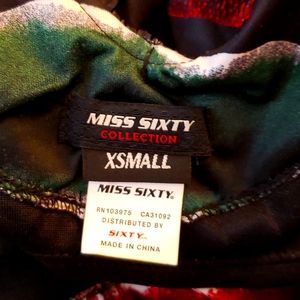 MISS SIXTY
COLLECTION
XSMALL
MISS SIXTY.
RN103975 CA31092
DISTRIBUTED BY
SIXTY
MADE IN CHINA